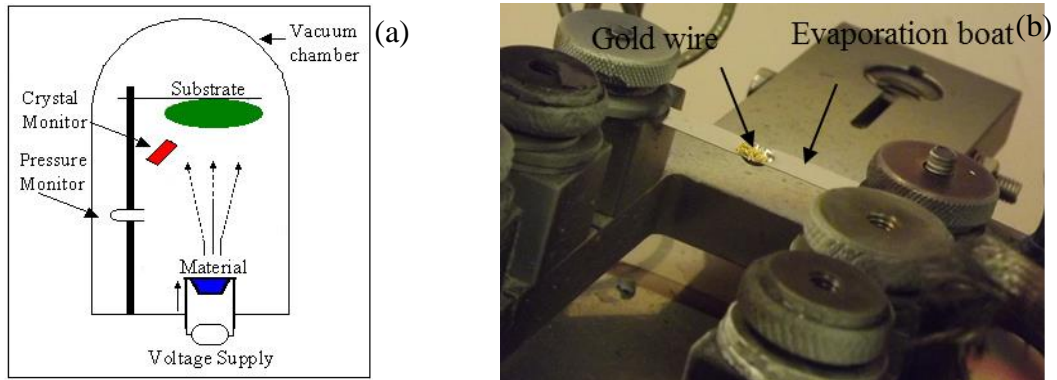 (a)
Vacuum
chamber
Substrate
Crystal
Monitor
Pressure
Monitor
Material
Voltage Supply
Gold wire
Evaporation boat
(b)